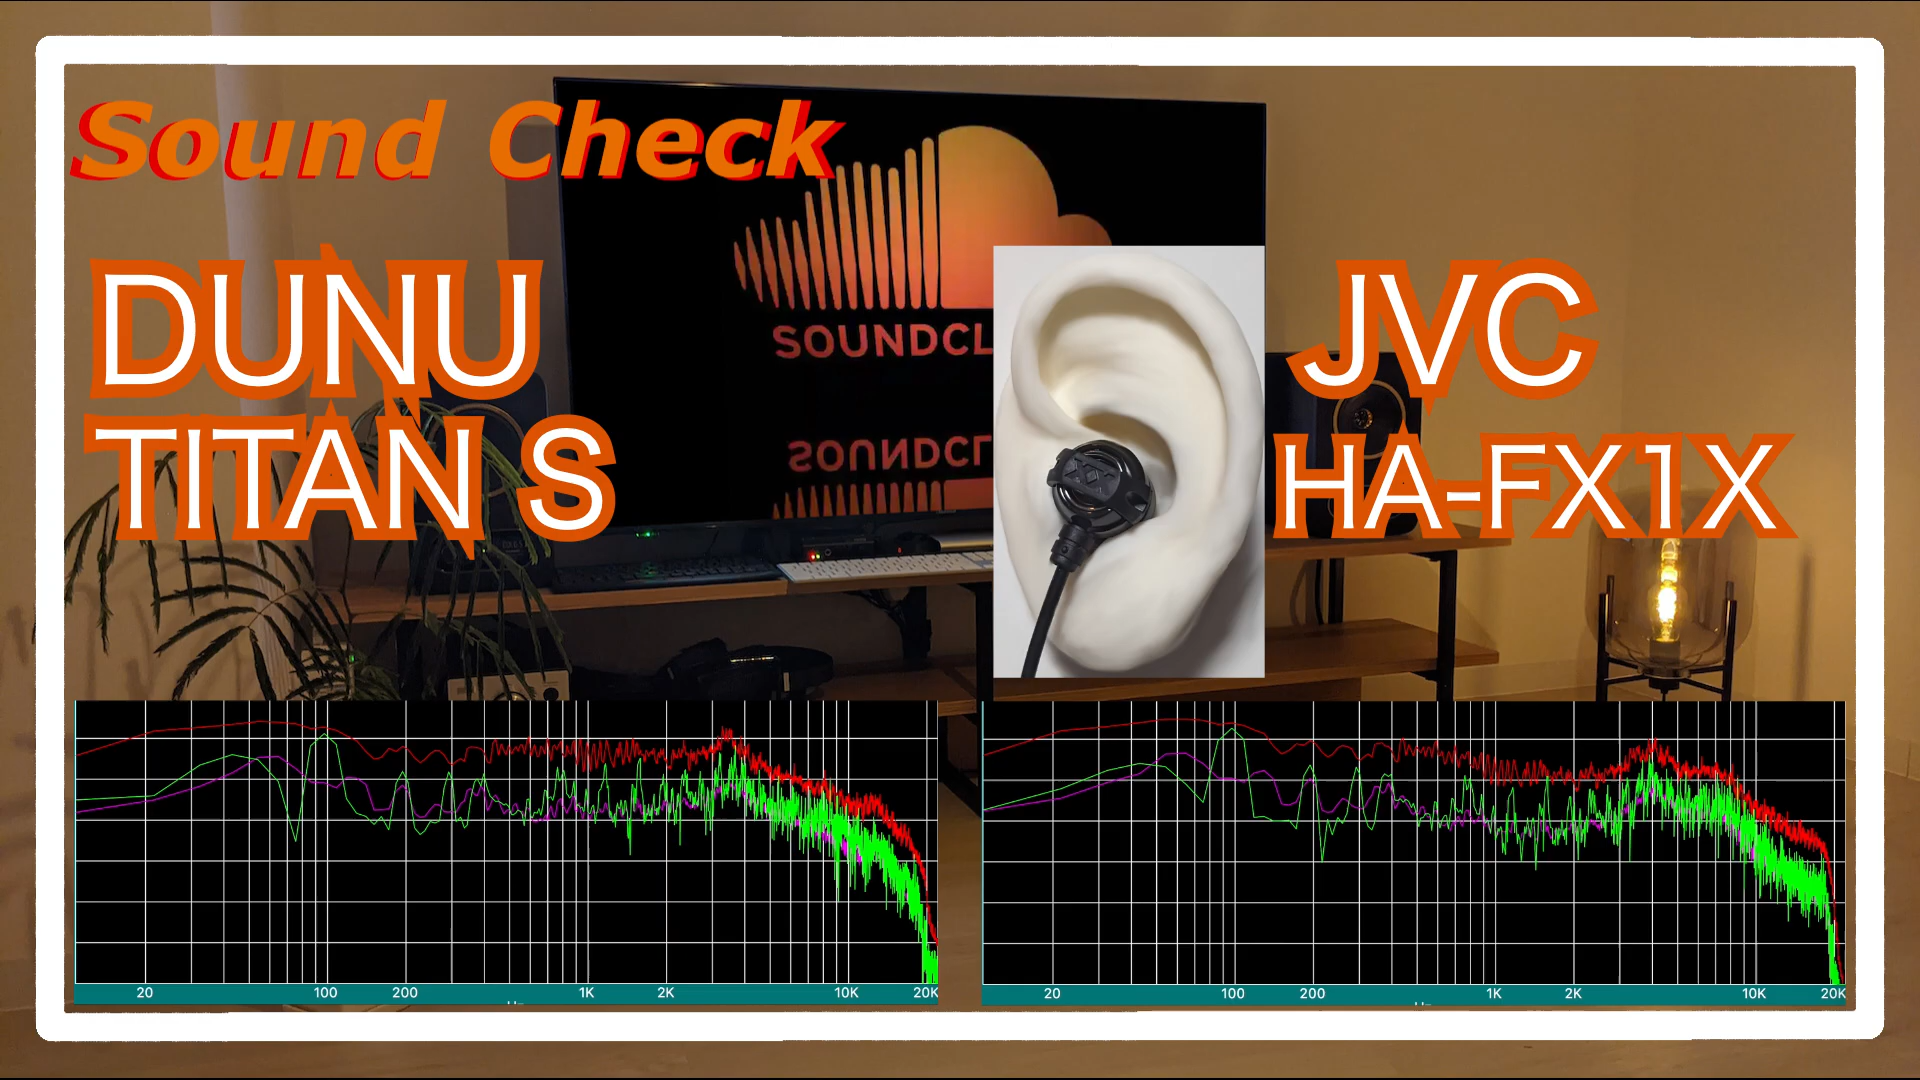 Sound Check
DUNU
TITAN S
JVC
HA-FX1X
SOUNDCL
SOUNDCL
XX
20 100 200 1K 2K 10K 20K
20 100 200 1K 2K 10K 20K